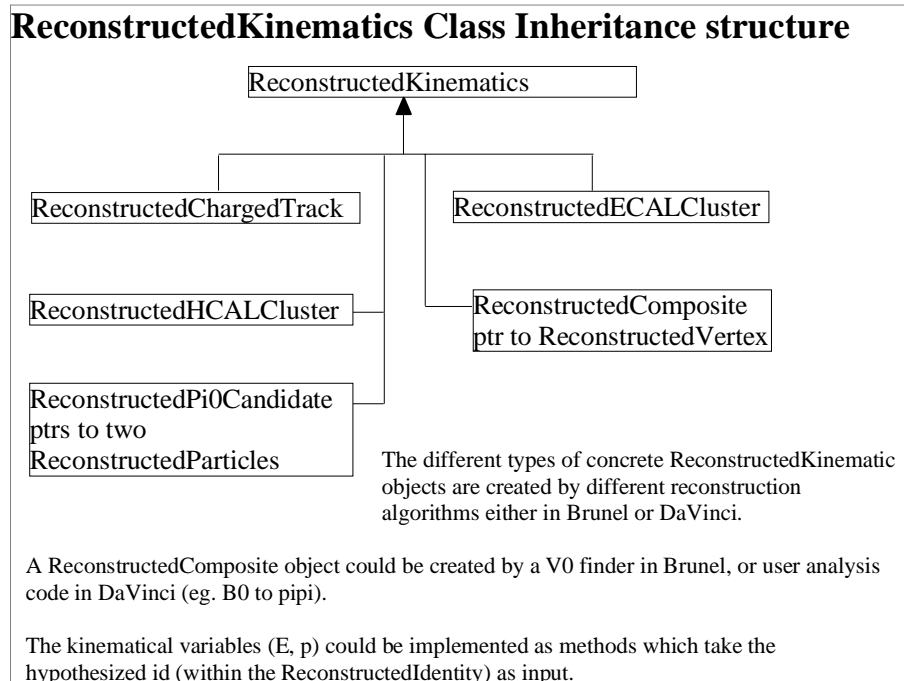 ReconstructedKinematics Class Inheritance structure
ReconstructedKinematics
ReconstructedChargedTrack
ReconstructedECALCluster
ReconstructedHCALCluster
ReconstructedComposite
ptr to ReconstructedVertex
ReconstructedPi0Candidate
ptrs to two
ReconstructedParticles
The different types of concrete ReconstructedKinematic
objects are created by different reconstruction
algorithms either in Brunel or DaVinci.
A ReconstructedComposite object could be created by a V0 finder in Brunel, or user analysis
code in DaVinci (eg. B0 to pipi).
The kinematical variables (E, p) could be implemented as methods which take the
hypothesized id (within the ReconstructedIdentity) as input.